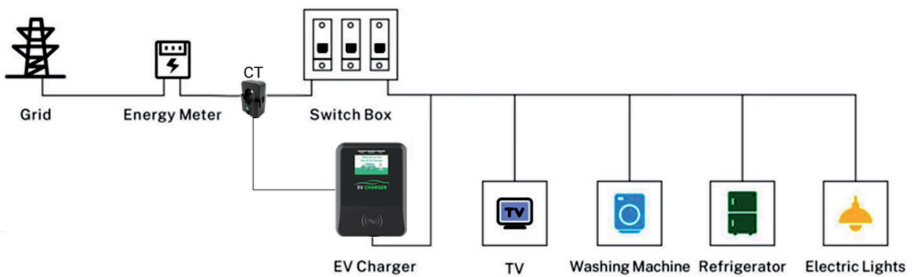 CT
Grid
Energy Meter
Switch Box
EV CHARGER
TV
EV Charger
TV
Washing Machine
Refrigerator
Electric Lights